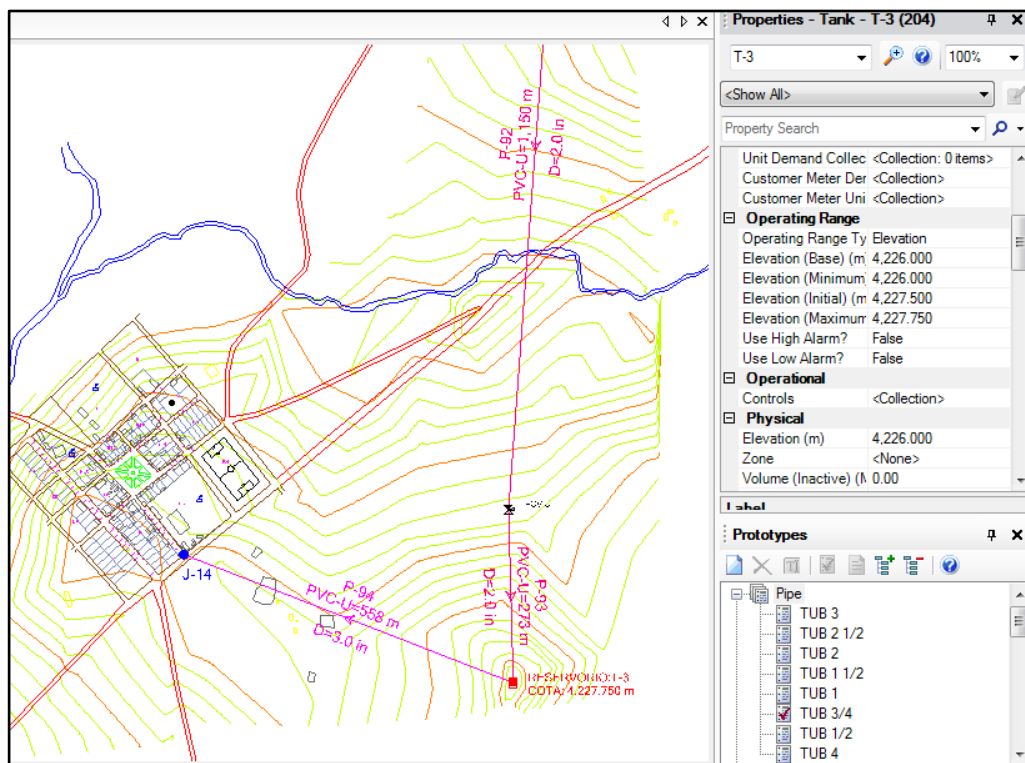 Properties - Tank - T-3 (204)
T-3
100%
<Show All>
Property Search
Unit Demand Collec <Collection: 0 items>
Customer Meter Der <Collection>
Customer Meter Uni <Collection>
Operating Range
Operating Range Ty Elevation
Elevation (Base) (m 4,226.000
Elevation (Minimum 4,226.000
Elevation (Initial) (m 4,227.500
Elevation (Maximum 4,227.750
Use High Alarm? False
Use Low Alarm? False
Operational
Controls <Collection>
Physical
Elevation (m) 4,226.000
Zone <None>
Volume (Inactive) (M 0.00
Label
Prototypes
Pipe
TUB 3
TUB 2 1/2
TUB 2
TUB 1 1/2
TUB 1
TUB 3/4
TUB 1/2
TUB 4
P-92
PVC-U=1,150 m
D=2.0 in
P-93
PVC-U=273 m
D=2.0 in
J-14
P-94
PVC-U=558 m
D=3.0 in
RESERVORIO:T-3
COTA: 4,227.750 m